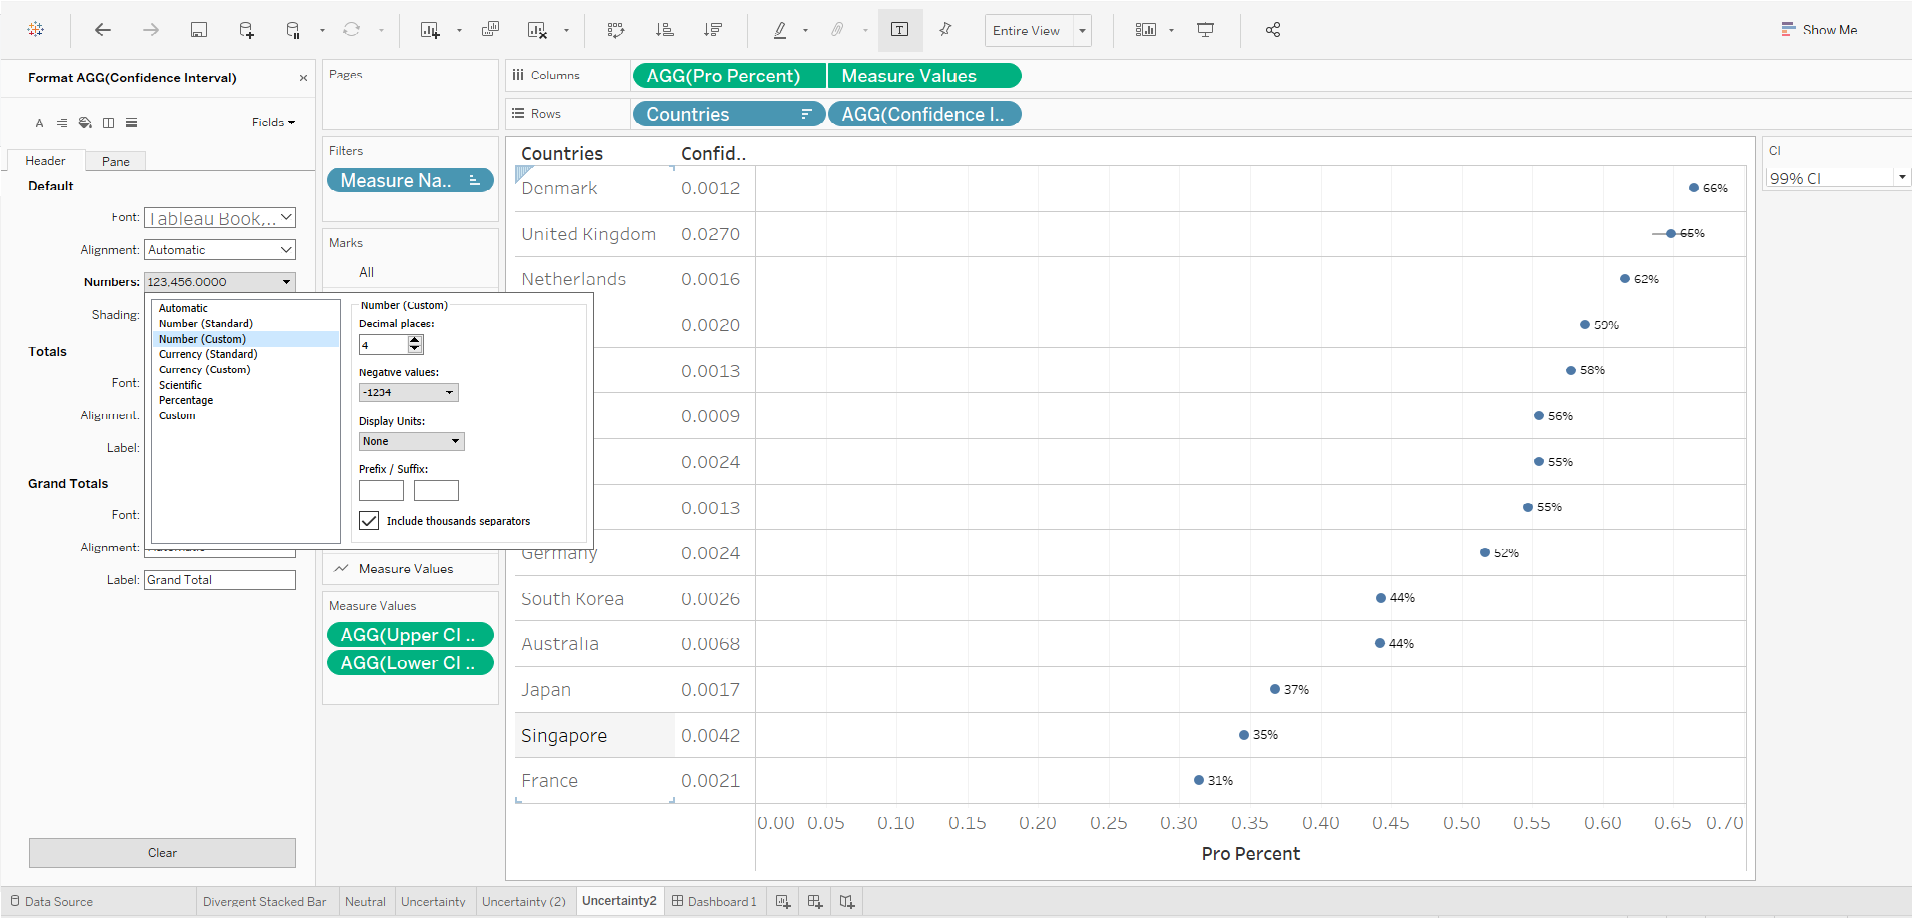 Entire View
Show Me
Format AGG(Confidence Interval)
Fields
Header
Pane
Default
Font:
Tableau Book,...
Alignment:
Automatic
Numbers:
123,456.0000
Shading:
Totals
Font:
Alignment:
Label:
Grand Totals
Font:
Alignment:
Label:
Grand Total
Clear
Automatic
Number (Standard)
Number (Custom)
Currency (Standard)
Currency (Custom)
Scientific
Percentage
Custom
Number (Custom)
Decimal places:
4
Negative values:
-1234
Display Units:
None
Prefix / Suffix:
Include thousands separators
Pages
Filters
Measure Na..
Marks
All
Measure Values
Measure Values
AGG(Upper CI ..
AGG(Lower CI ..
Columns
AGG(Pro Percent)
Measure Values
Rows
Countries
AGG(Confidence I..
Countries
Confid..
Denmark 0.0012 66%
United Kingdom 0.0270 65%
Netherlands 0.0016 62%
0.0020 59%
0.0013 58%
0.0009 56%
0.0024 55%
0.0013 55%
Germany 0.0024 52%
South Korea 0.0026 44%
Australia 0.0068 44%
Japan 0.0017 37%
Singapore 0.0042 35%
France 0.0021 31%
0.00 0.05 0.10 0.15 0.20 0.25 0.30 0.35 0.40 0.45 0.50 0.55 0.60 0.65 0.70
Pro Percent
CI
99% CI
Data Source
Divergent Stacked Bar
Neutral
Uncertainty
Uncertainty (2)
Uncertainty2
Dashboard 1